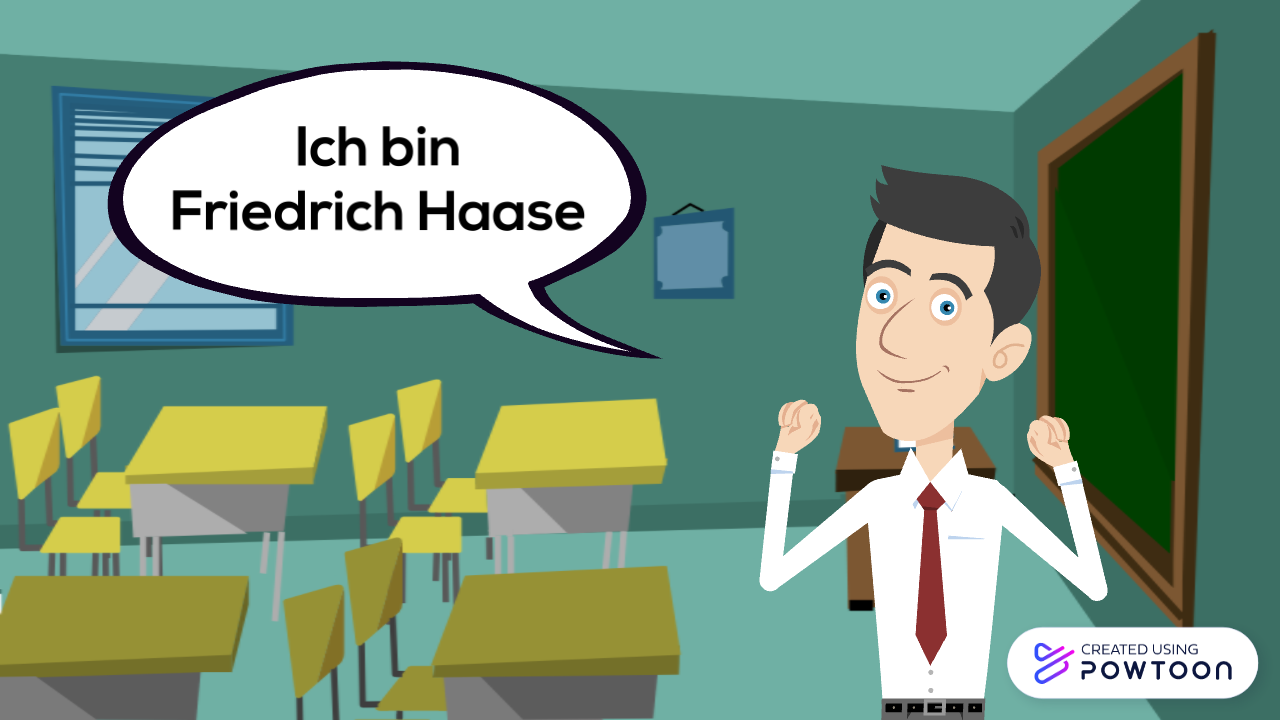 Ich bin
Friedrich Haase
CREATED USING
POWTOON